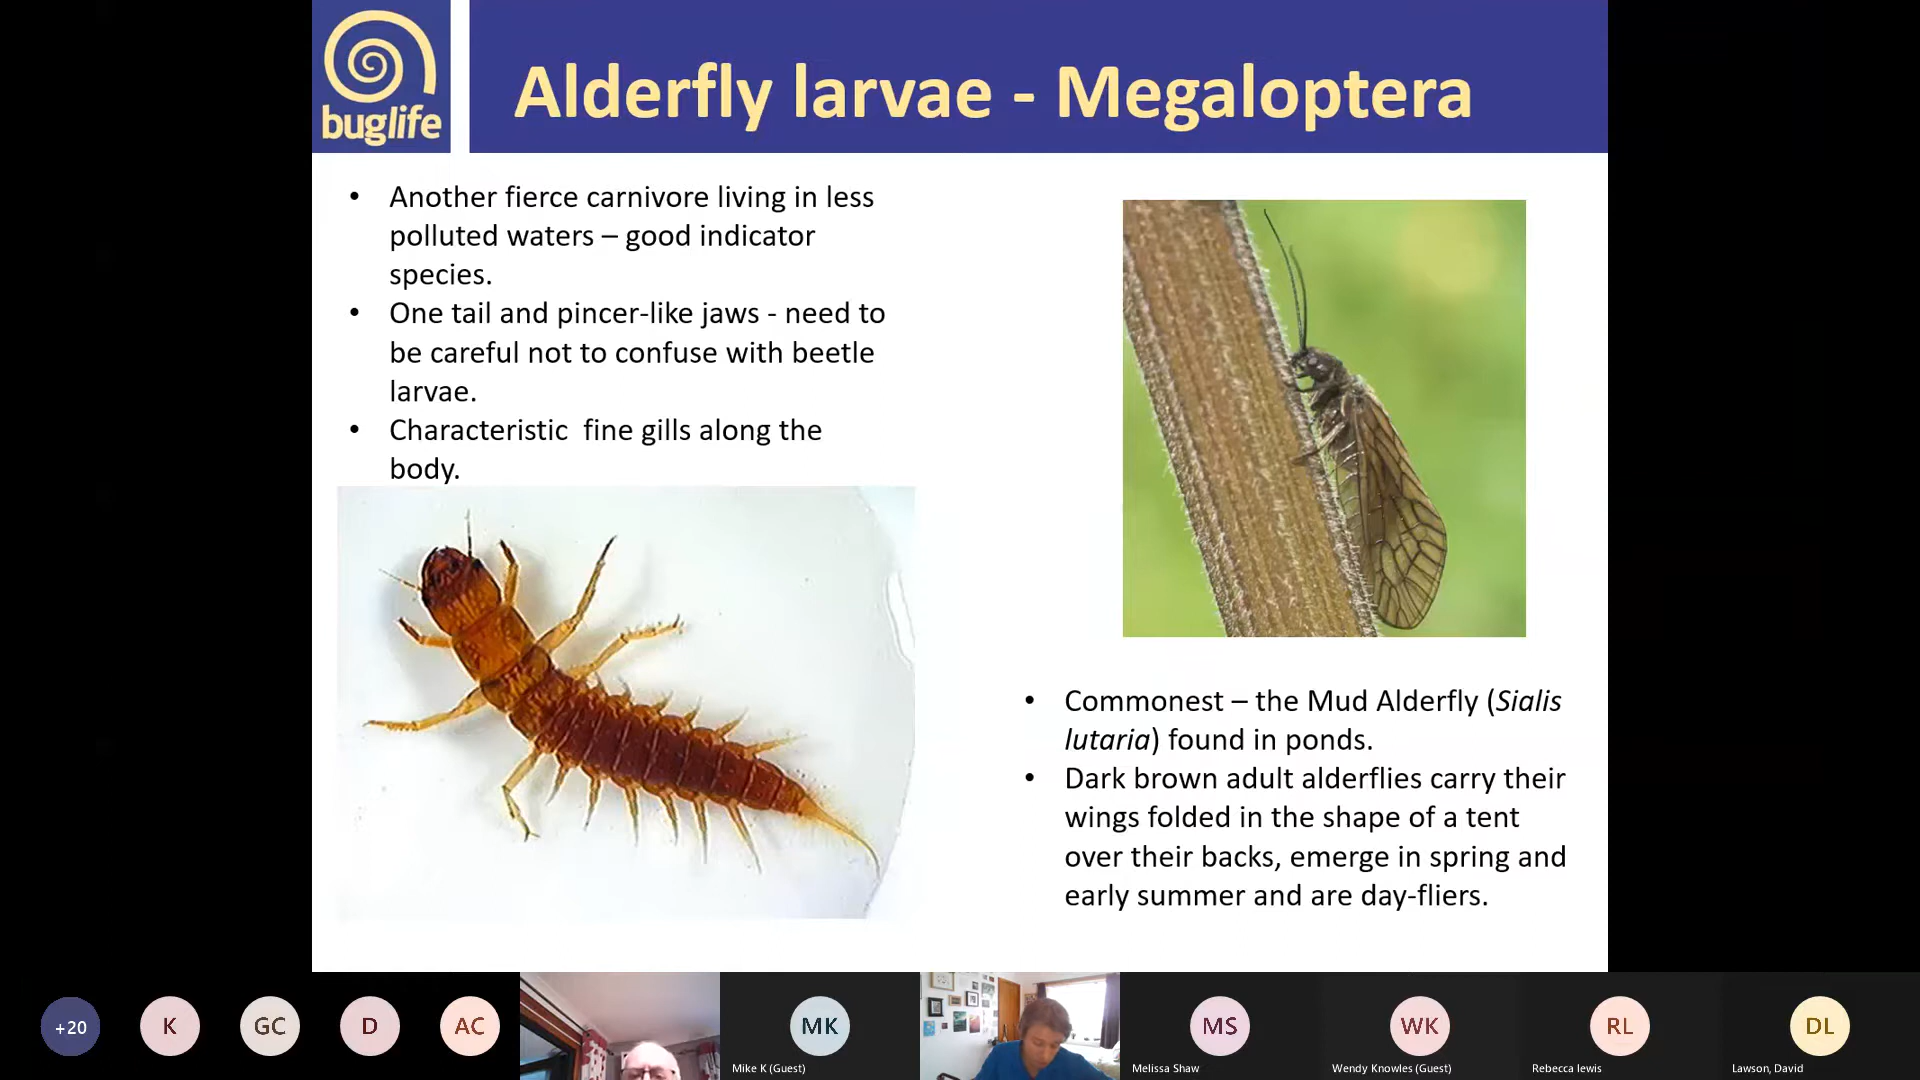 buglife
Alderfly larvae - Megaloptera
• Another fierce carnivore living in less
polluted waters – good indicator
species.
• One tail and pincer-like jaws - need to
be careful not to confuse with beetle
larvae.
• Characteristic  fine gills along the
body.
• Commonest – the Mud Alderfly (Sialis
lutaria) found in ponds.
• Dark brown adult alderflies carry their
wings folded in the shape of a tent
over their backs, emerge in spring and
early summer and are day-fliers.
+20
K
GC
D
AC
MK
Mike K (Guest)
MS
Melissa Shaw
WK
Wendy Knowles (Guest)
RL
Rebecca lewis
DL
Lawson, David